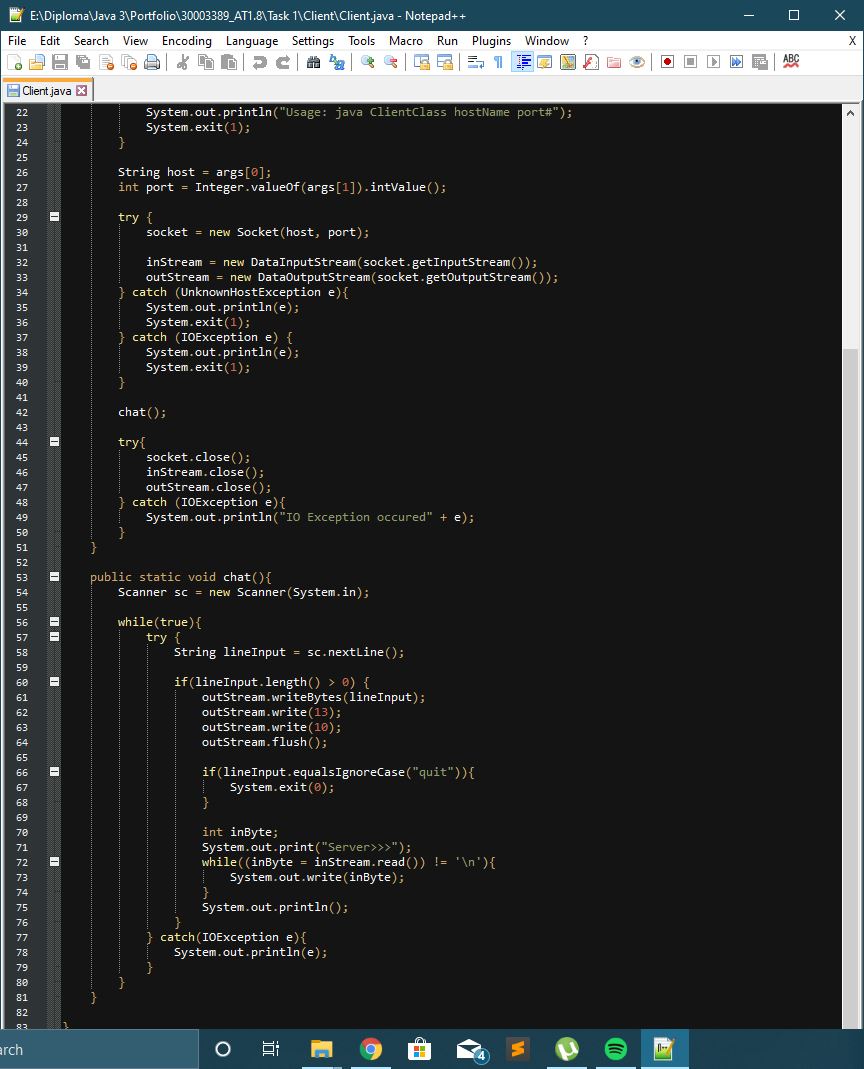 E:\Diploma\Java 3\Portfolio\30003389_AT1.8\Task 1\Client\Client.java - Notepad++
File Edit Search View Encoding Language Settings Tools Macro Run Plugins Window ? X
ABC
Client.java
22 System.out.println("Usage: java ClientClass hostName port#");
23 System.exit(1);
24 }
25
26 String host = args[0];
27 int port = Integer.valueOf(args[1]).intValue();
28
29 try {
30 socket = new Socket(host, port);
31
32 inStream = new DataInputStream(socket.getInputStream());
33 outStream = new DataOutputStream(socket.getOutputStream());
34 } catch (UnknownHostException e){
35 System.out.println(e);
36 System.exit(1);
37 } catch (IOException e) {
38 System.out.println(e);
39 System.exit(1);
40 }
41
42 chat();
43
44 try{
45 socket.close();
46 inStream.close();
47 outStream.close();
48 } catch (IOException e){
49 System.out.println("IO Exception occured" + e);
50 }
51 }
52
53 public static void chat(){
54 Scanner sc = new Scanner(System.in);
55
56 while(true){
57 try {
58 String lineInput = sc.nextLine();
59
60 if(lineInput.length() > 0) {
61 outStream.writeBytes(lineInput);
62 outStream.write(13);
63 outStream.write(10);
64 outStream.flush();
65
66 if(lineInput.equalsIgnoreCase("quit")){
67 System.exit(0);
68 }
69
70 int inByte;
71 System.out.print("Server>>>");
72 while((inByte = inStream.read()) != '\n'){
73 System.out.write(inByte);
74 }
75 System.out.println();
76 }
77 } catch(IOException e){
78 System.out.println(e);
79 }
80 }
81 }
82
83 }
arch
4